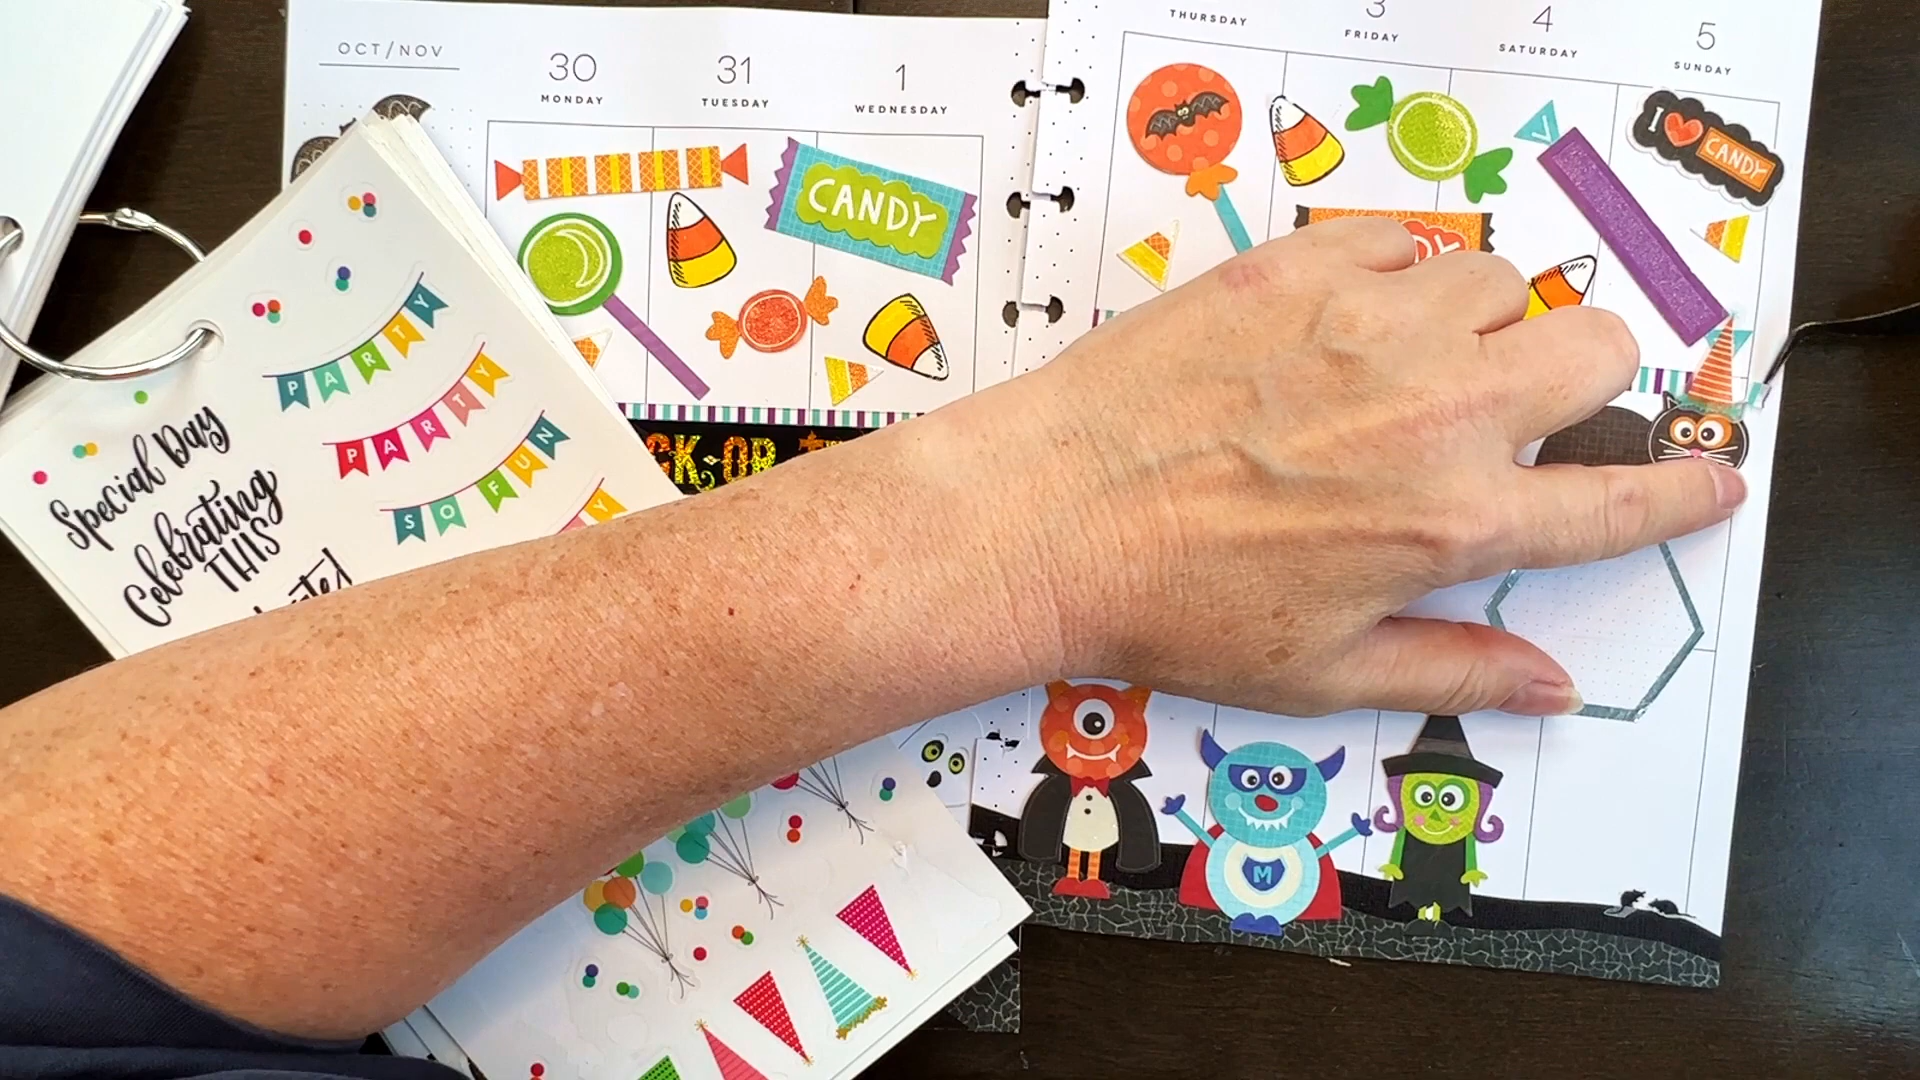 OCT/NOV
30
MONDAY
31
TUESDAY
1
WEDNESDAY
THURSDAY
3
FRIDAY
4
SATURDAY
5
SUNDAY
CANDY
I
CANDY
PARTY
PARTY
SO FUN
Special Day
Celebrating
THIS
M